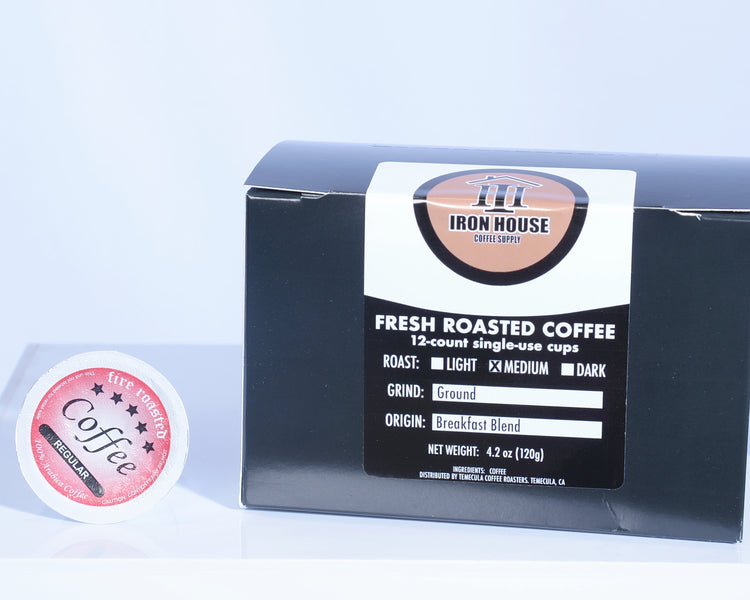 IRON HOUSE
COFFEE SUPPLY
FRESH ROASTED COFFEE
12-count single-use cups
ROAST: LIGHT MEDIUM DARK
GRIND: Ground
ORIGIN: Breakfast Blend
NET WEIGHT: 4.2 oz (120g)
INGREDIENTS: COFFEE
DISTRIBUTED BY TEMECULA COFFEE ROASTERS. TEMECULA, CA
fire roasted
Coffee
REGULAR
100% Arabica Coffee